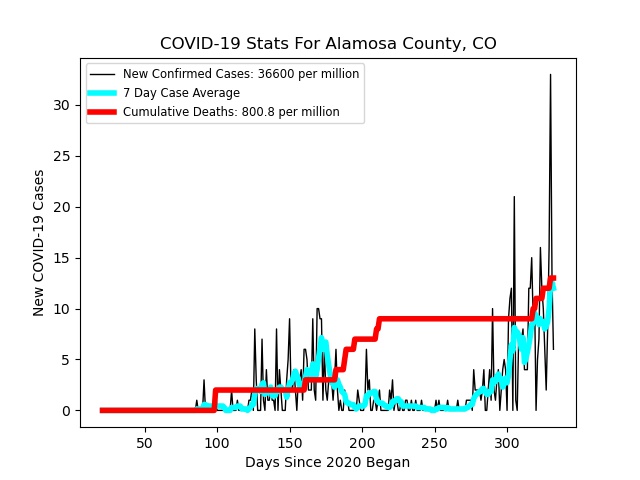 COVID-19 Stats For Alamosa County, CO
New Confirmed Cases: 36600 per million
7 Day Case Average
Cumulative Deaths: 800.8 per million
New COVID-19 Cases
30
25
20
15
10
5
0
50 100 150 200 250 300
Days Since 2020 Began